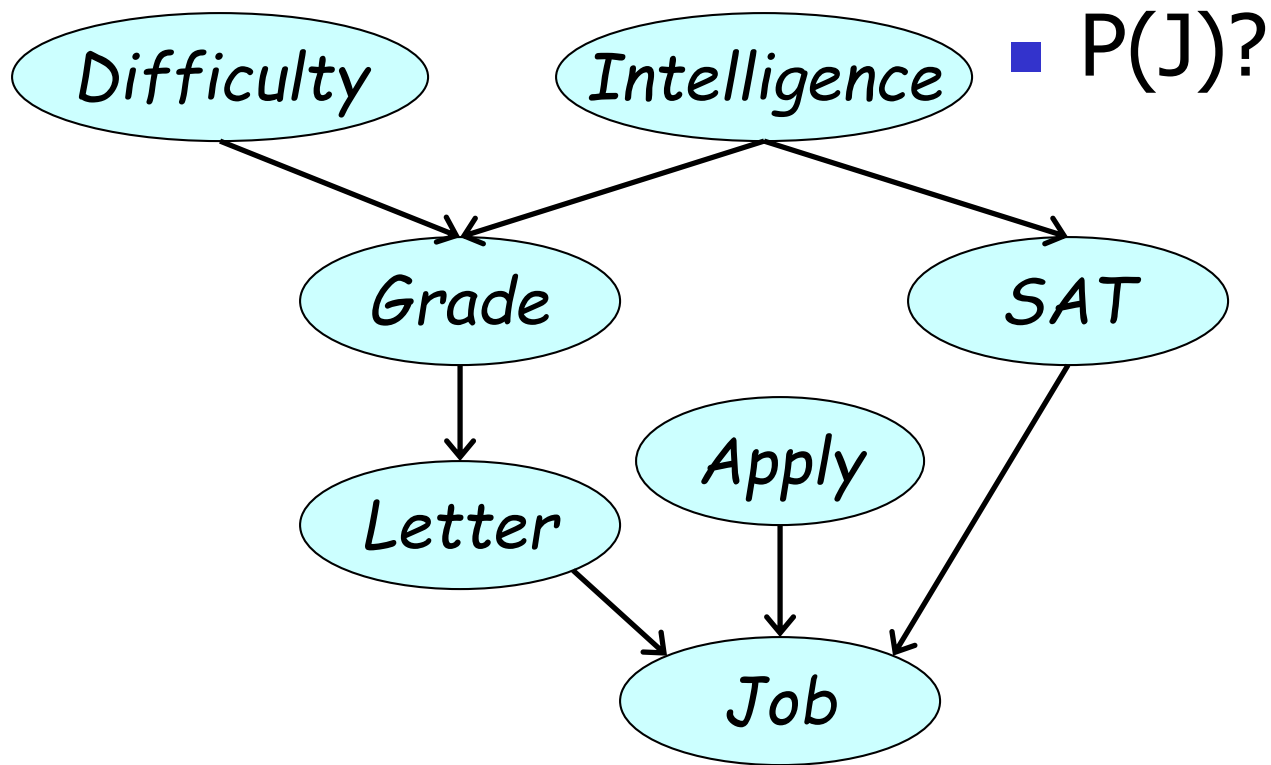 Difficulty
Intelligence
P(J)?
Grade
SAT
Apply
Letter
Job